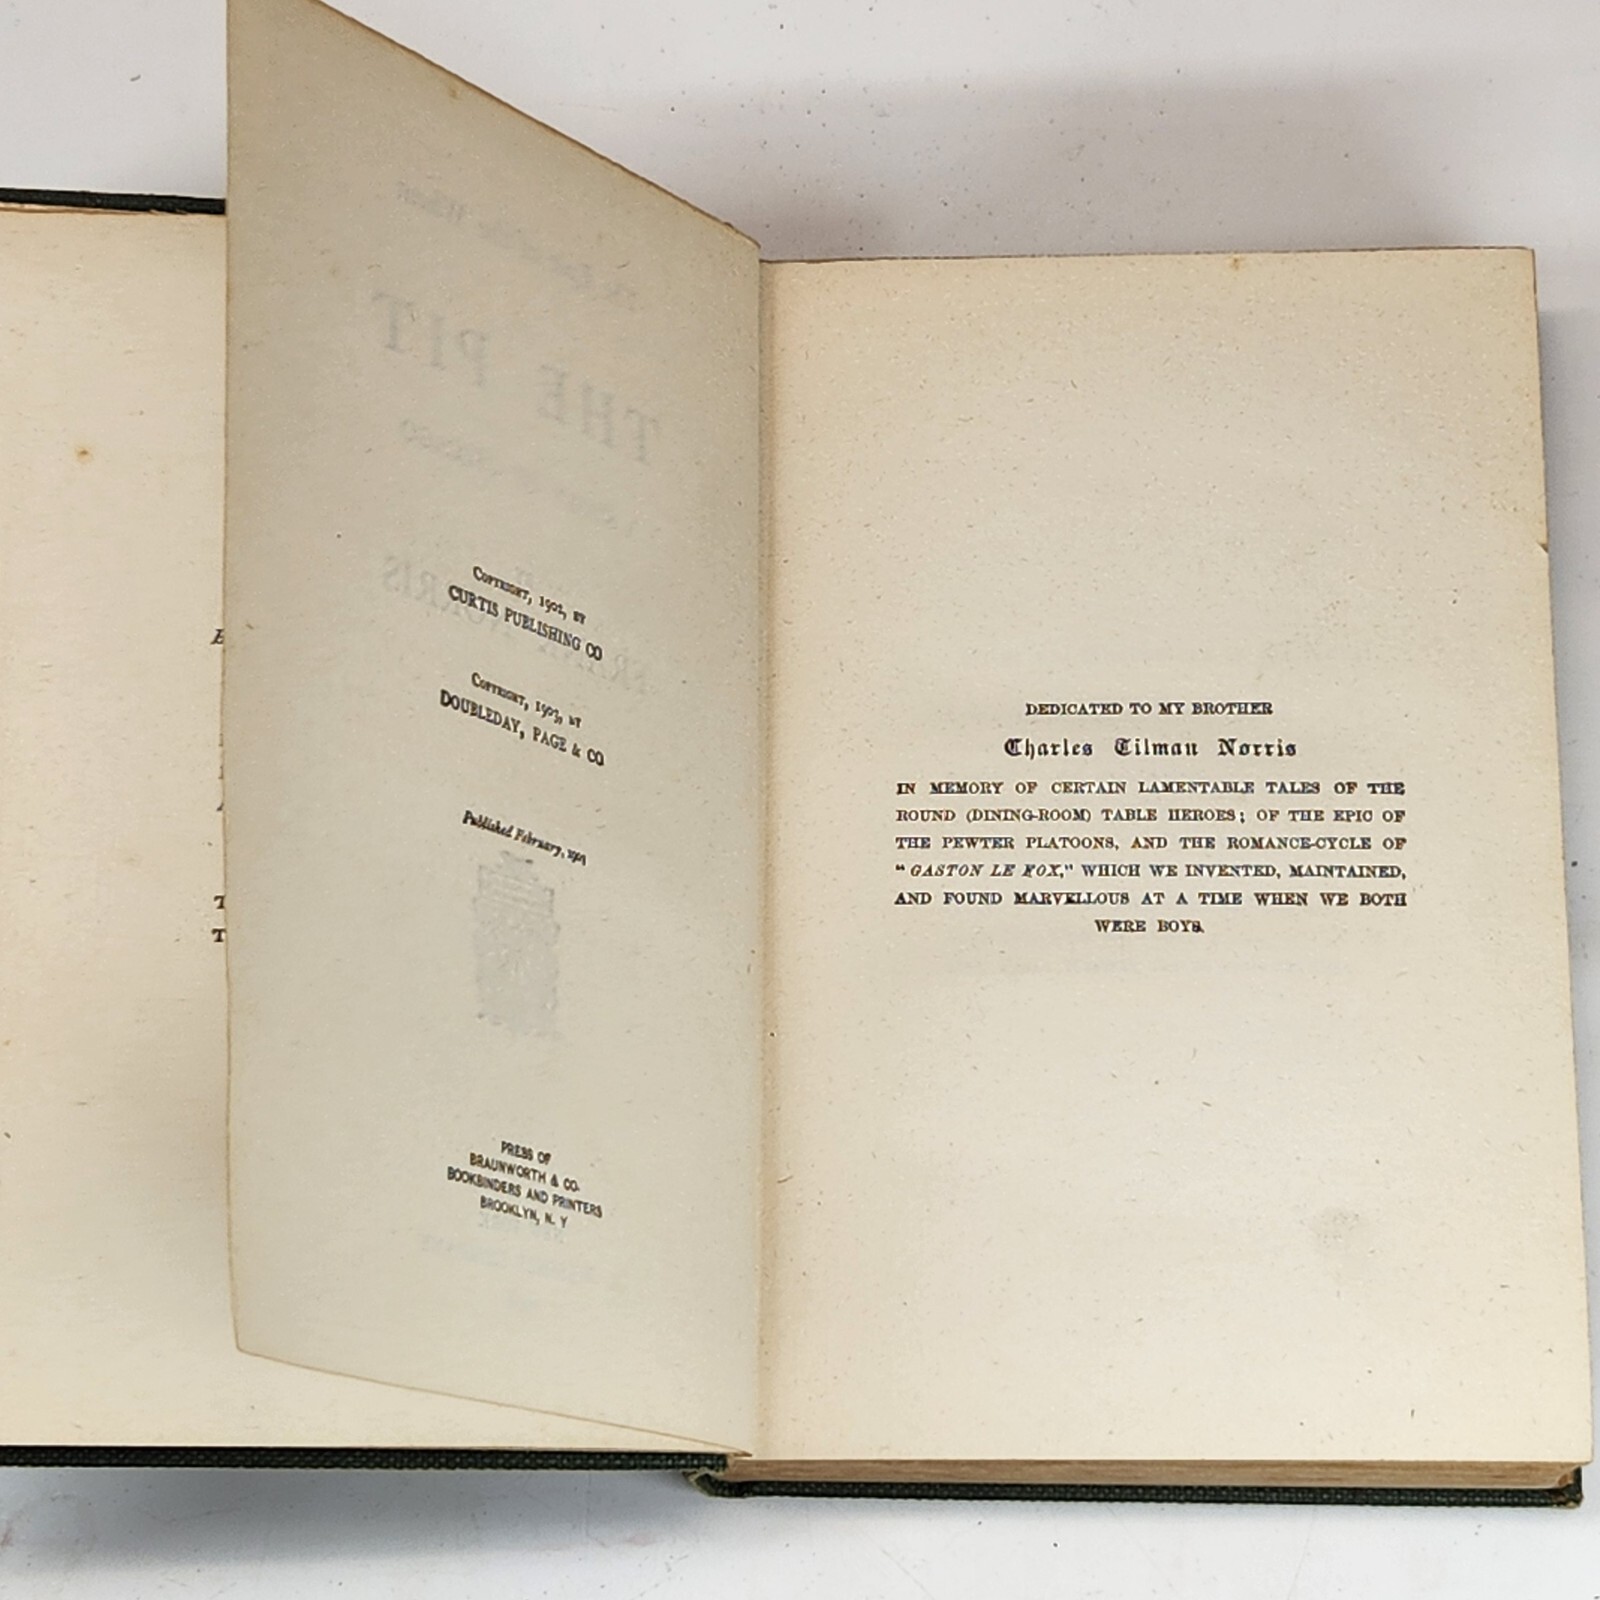 COPYRIGHT, 1902, BY
CURTIS PUBLISHING CO
COPYRIGHT, 1903, BY
DOUBLEDAY, PAGE & CO.
Published February, 1903
PRESS OF
BRAUNWORTH & CO.
BOOKBINDERS AND PRINTERS
BROOKLYN, N. Y
DEDICATED TO MY BROTHER
Charles Tilman Norris
IN MEMORY OF CERTAIN LAMENTABLE TALES OF THE
ROUND (DINING-ROOM) TABLE HEROES; OF THE EPIC OF
THE PEWTER PLATOONS, AND THE ROMANCE-CYCLE OF
"GASTON LE FOX," WHICH WE INVENTED, MAINTAINED,
AND FOUND MARVELLOUS AT A TIME WHEN WE BOTH
WERE BOYS.